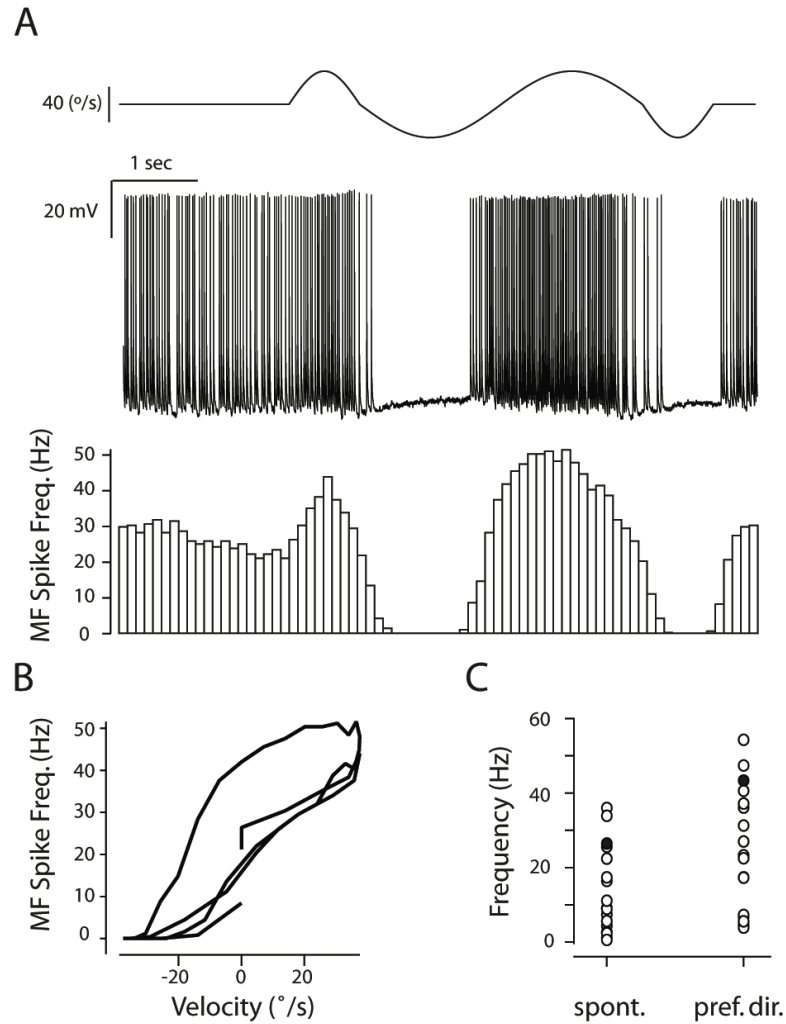 A
40 (º/s)
1 sec
20 mV
MF Spike Freq. (Hz)
50
40
30
20
10
0
B
MF Spike Freq. (Hz)
50
40
30
20
10
0
-20 0 20
Velocity (˚/s)
C
Frequency (Hz)
60
40
20
0
spont. pref. dir.